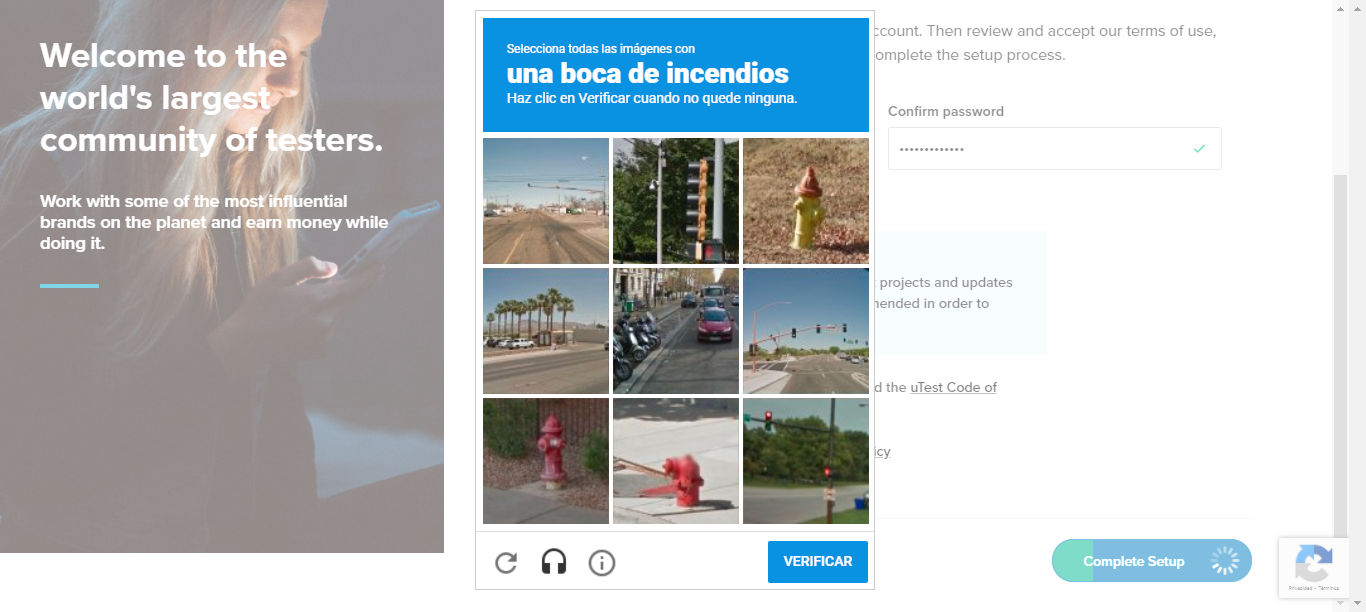 Welcome to the
world's largest
community of testers.
Work with some of the most influential
brands on the planet and earn money while
doing it.
Selecciona todas las imágenes con
una boca de incendios
Haz clic en Verificar cuando no quede ninguna.
VERIFICAR
ccount. Then review and accept our terms of use,
omplete the setup process.
Confirm password
projects and updates
ended in order to
d the uTest Code of
icy
Complete Setup
Privacidad - Términos